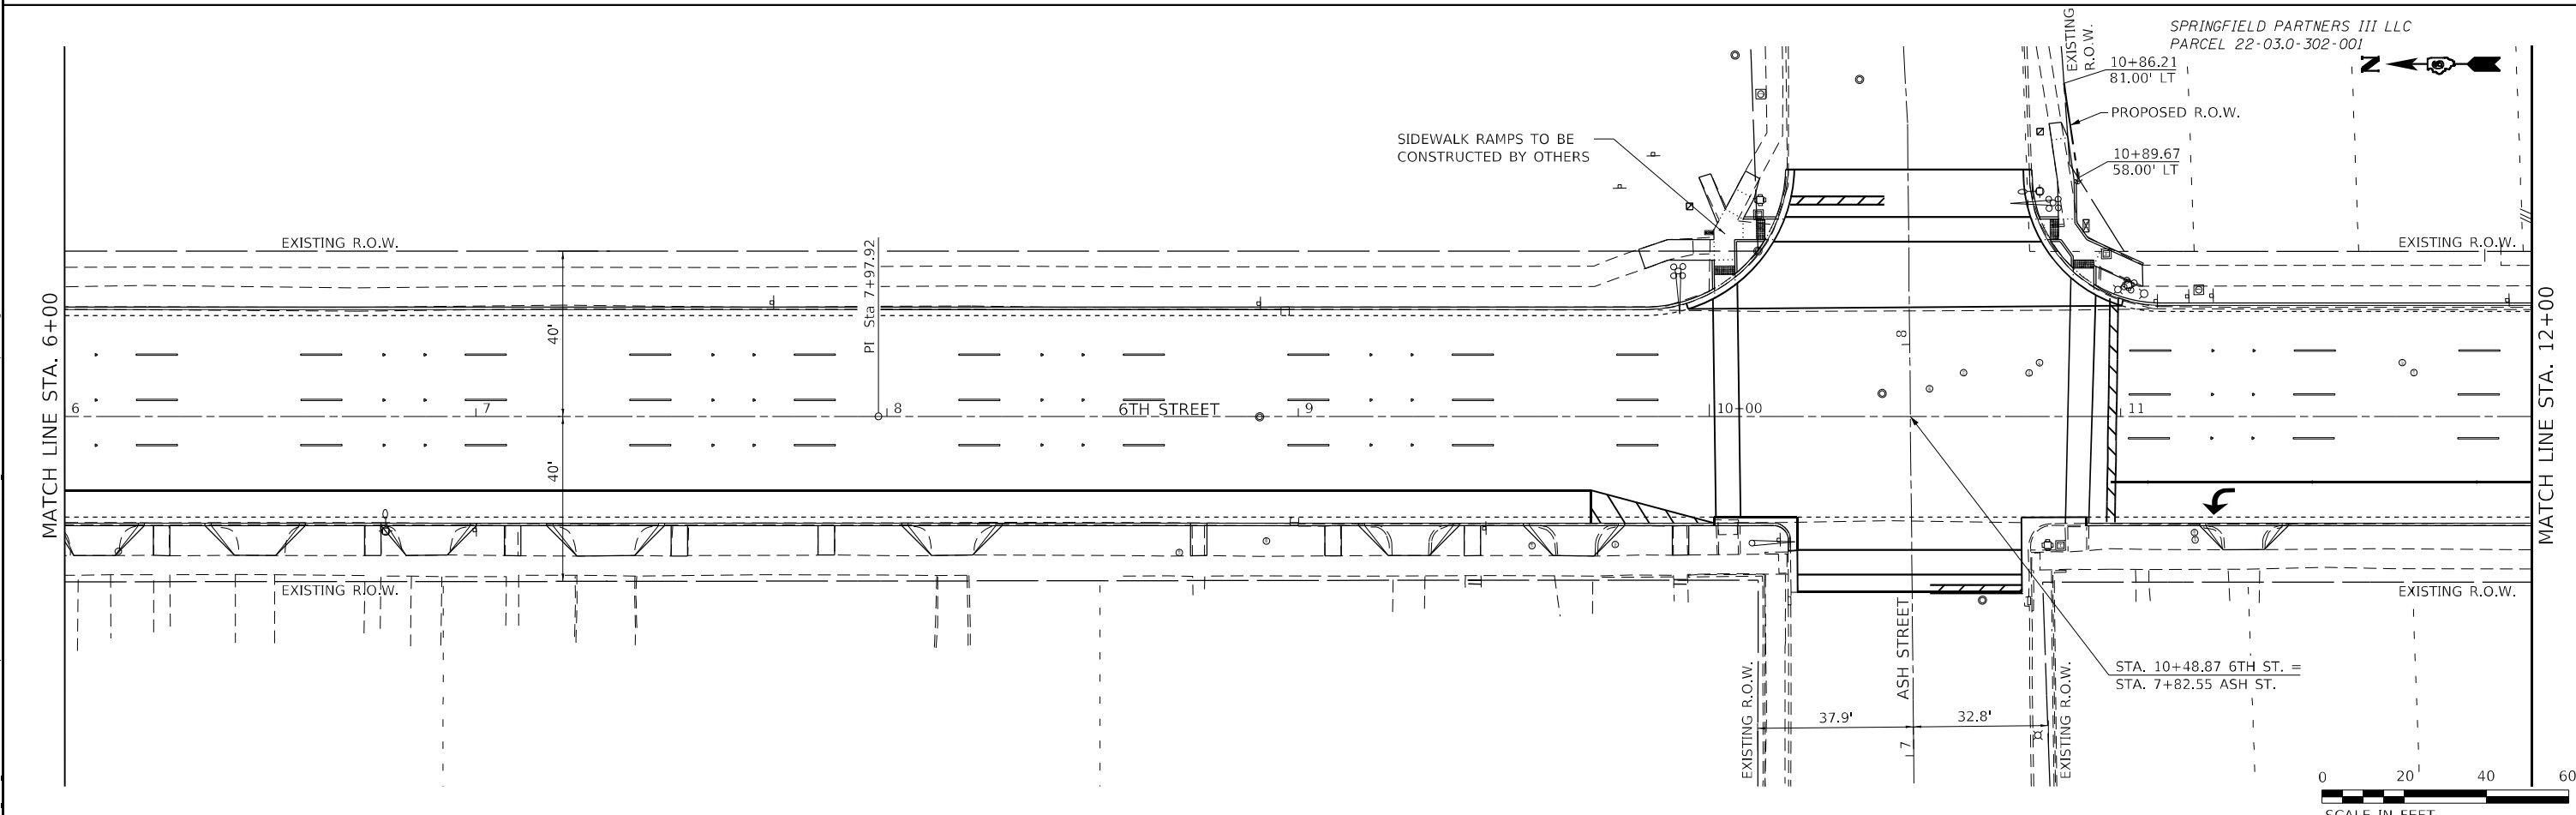 SPRINGFIELD PARTNERS III LLC
PARCEL 22-03.0-302-001
EXISTING
R.O.W.
N
10+86.21
81.00' LT
PROPOSED R.O.W.
10+89.67
58.00' LT
SIDEWALK RAMPS TO BE
CONSTRUCTED BY OTHERS
EXISTING R.O.W.
EXISTING R.O.W.
PI Sta 7+97.92
MATCH LINE STA. 6+00
MATCH LINE STA. 12+00
40'
8
6
7
8
6TH STREET
9
10+00
11
40'
EXISTING R.O.W.
EXISTING R.O.W.
ASH STREET
STA. 10+48.87 6TH ST. =
STA. 7+82.55 ASH ST.
EXISTING R.O.W.
37.9'
32.8'
EXISTING R.O.W.
7
0 20 40 60
SCALE IN FEET